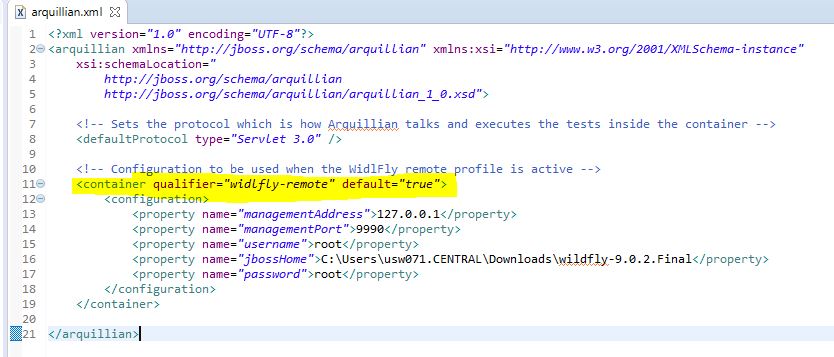 arquillian.xml
1 <?xml version="1.0" encoding="UTF-8"?>
2 <arquillian xmlns="http://jboss.org/schema/arquillian" xmlns:xsi="http://www.w3.org/2001/XMLSchema-instance"
3 xsi:schemaLocation="
4 http://jboss.org/schema/arquillian
5 http://jboss.org/schema/arquillian/arquillian_1_0.xsd">
6
7 <!-- Sets the protocol which is how Arquillian talks and executes the tests inside the container -->
8 <defaultProtocol type="Servlet 3.0" />
9
10 <!-- Configuration to be used when the WidlFly remote profile is active -->
11 <container qualifier="widlfly-remote" default="true">
12 <configuration>
13 <property name="managementAddress">127.0.0.1</property>
14 <property name="managementPort">9990</property>
15 <property name="username">root</property>
16 <property name="jbossHome">C:\Users\usw071.CENTRAL\Downloads\wildfly-9.0.2.Final</property>
17 <property name="password">root</property>
18 </configuration>
19 </container>
20
21 </arquillian>